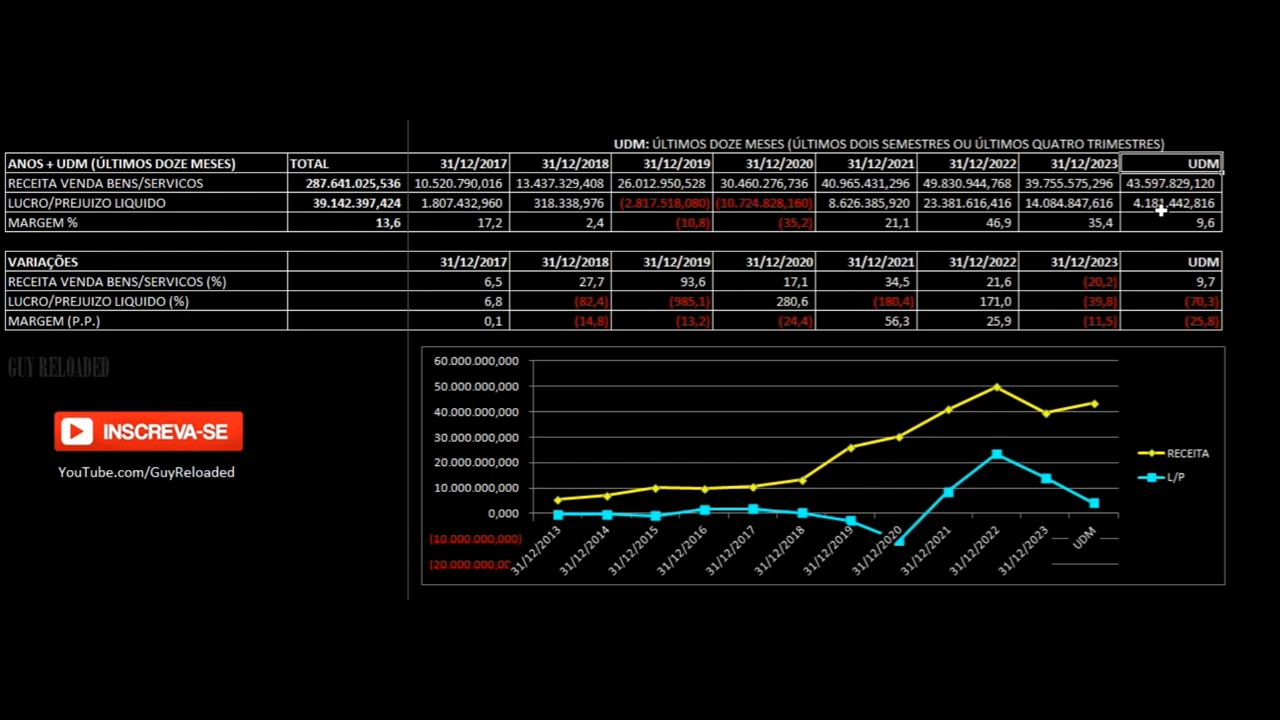 UDM: ÚLTIMOS DOZE MESES (ÚLTIMOS DOIS SEMESTRES OU ÚLTIMOS QUATRO TRIMESTRES)
ANOS + UDM (ÚLTIMOS DOZE MESES) TOTAL 31/12/2017 31/12/2018 31/12/2019 31/12/2020 31/12/2021 31/12/2022 31/12/2023 UDM
RECEITA VENDA BENS/SERVICOS 287.641.025,536 10.520.790,016 13.437.329,408 26.012.950,528 30.460.276,736 40.965.431,296 49.830.944,768 39.755.575,296 43.597.829,120
LUCRO/PREJUIZO LIQUIDO 39.142.397,424 1.807.432,960 318.338,976 (2.817.518,080) (10.724.828,160) 8.626.385,920 23.381.616,416 14.084.847,616 4.181.442,816
MARGEM % 13,6 17,2 2,4 (10,8) (35,2) 21,1 46,9 35,4 9,6
VARIAÇÕES 31/12/2017 31/12/2018 31/12/2019 31/12/2020 31/12/2021 31/12/2022 31/12/2023 UDM
RECEITA VENDA BENS/SERVICOS (%) 6,5 27,7 93,6 17,1 34,5 21,6 (20,2) 9,7
LUCRO/PREJUIZO LIQUIDO (%) 6,8 (82,4) (985,1) 280,6 (180,4) 171,0 (39,8) (70,3)
MARGEM (P.P.) 0,1 (14,8) (13,2) (24,4) 56,3 25,9 (11,5) (25,8)
GUY RELOADED
INSCREVA-SE
YouTube.com/GuyReloaded
60.000.000,000
50.000.000,000
40.000.000,000
30.000.000,000
20.000.000,000
10.000.000,000
0,000
(10.000.000,000)
(20.000.000,00
31/12/2013 31/12/2014 31/12/2015 31/12/2016 31/12/2017 31/12/2018 31/12/2019 31/12/2020 31/12/2021 31/12/2022 31/12/2023 UDM
RECEITA
L/P